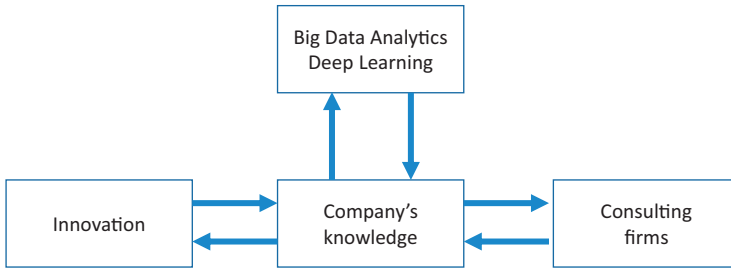 Big Data Analytics
Deep Learning
Innovation
Company’s
knowledge
Consulting
firms